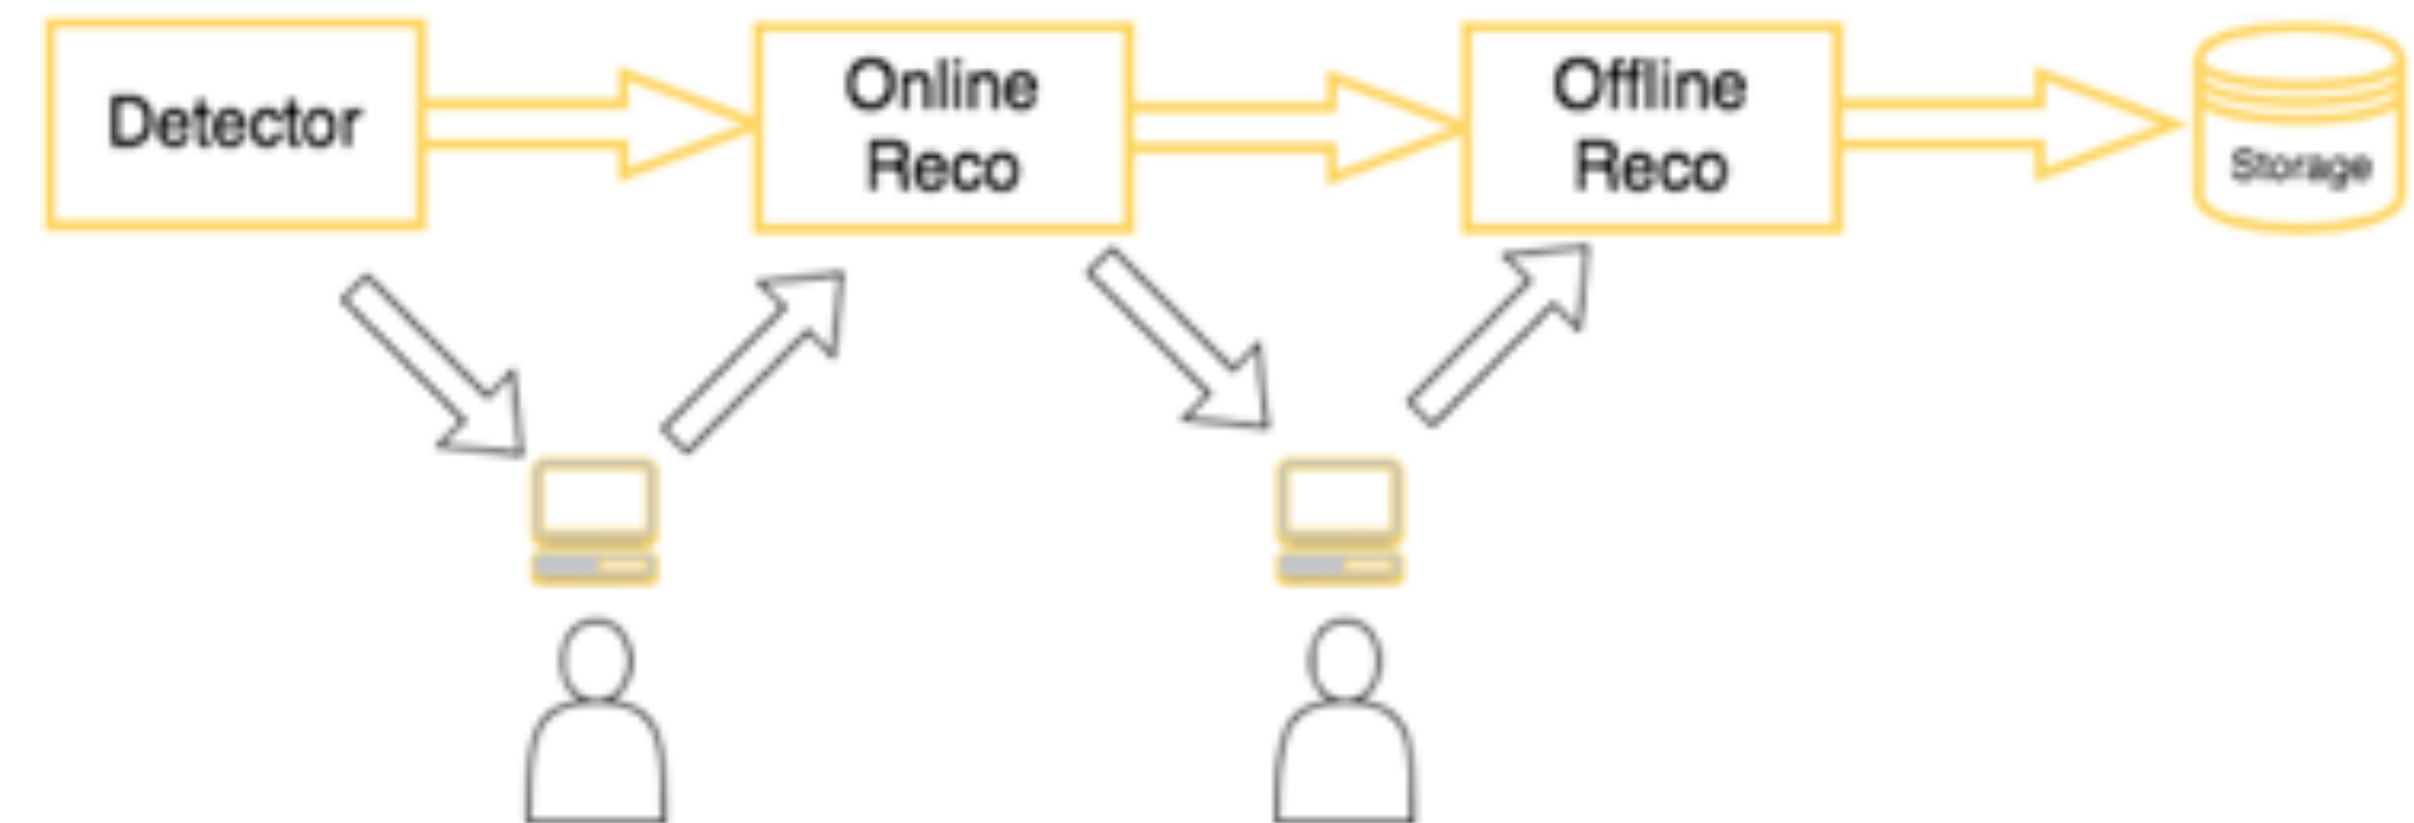 Detector
Online
Reco
Offline
Reco
Storage